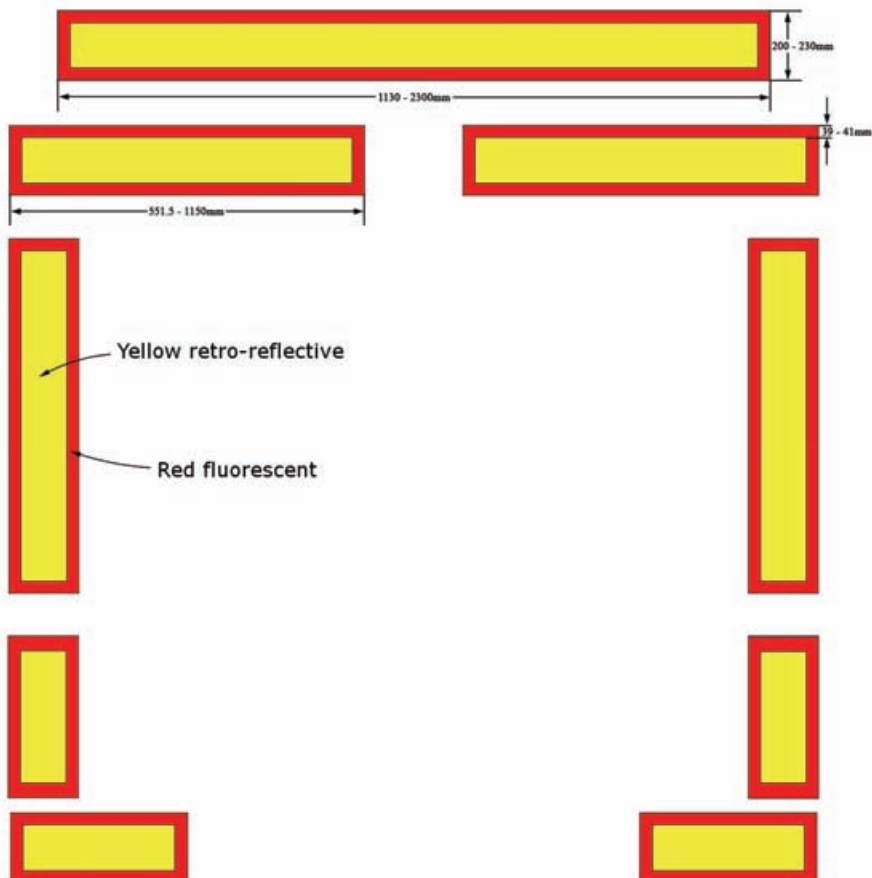 200 - 230mm
1130 - 2300mm
39 - 41mm
551.5 - 1150mm
Yellow retro-reflective
Red fluorescent